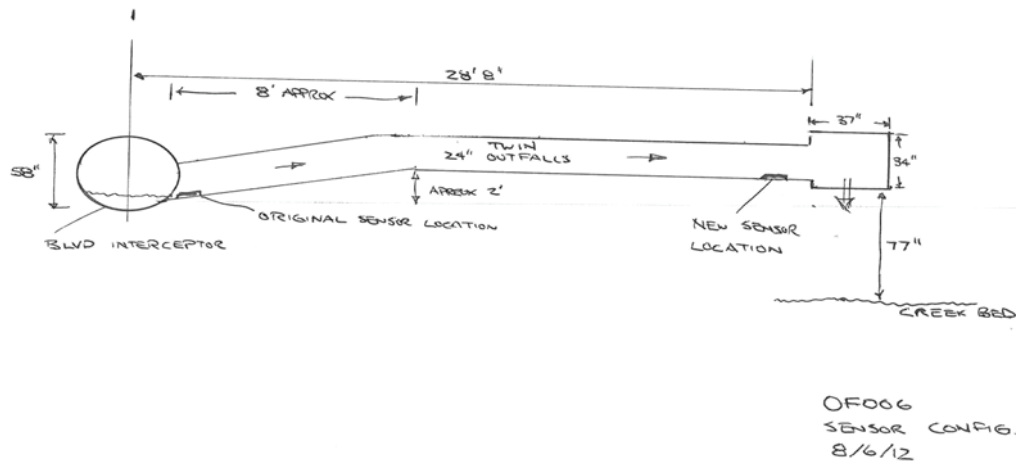 28' 8"
8' APPROX
37"
58"
TWIN
24" OUTFALLS
34"
APPROX 2'
ORIGINAL SENSOR LOCATION
NEW SENSOR
LOCATION
BLVD INTERCEPTOR
77"
CREEK BED
OF006
SENSOR CONFIG.
8/6/12